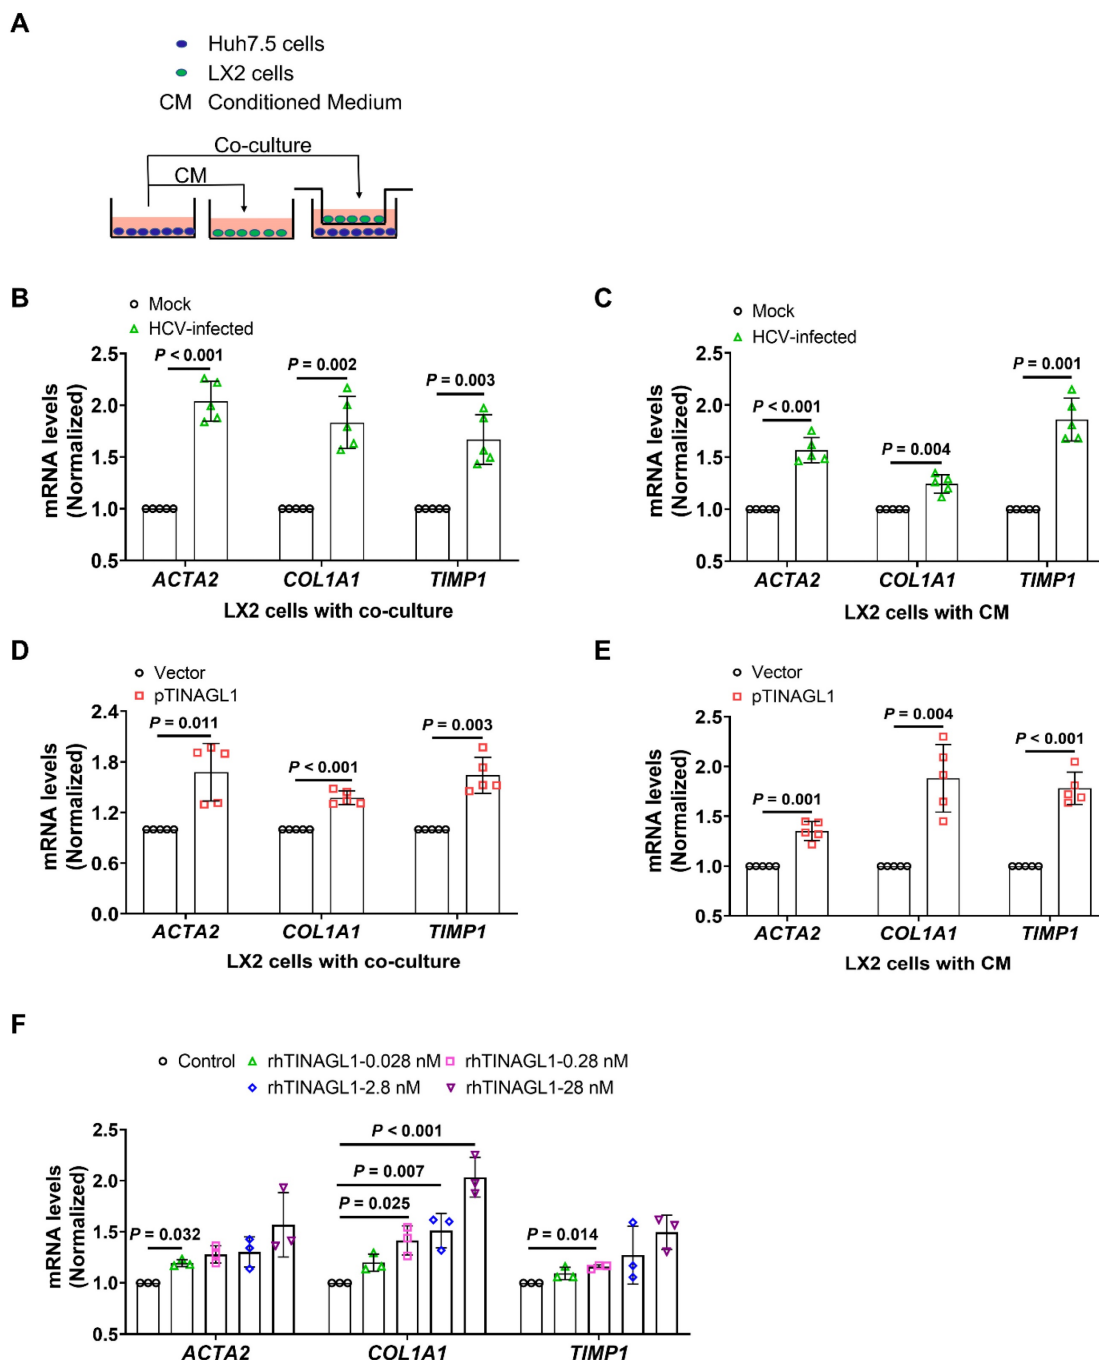 A
Huh7.5 cells
LX2 cells
CM Conditioned Medium
Co-culture
CM
B
Mock
HCV-infected
P < 0.001
P = 0.002
P = 0.003
mRNA levels
(Normalized)
2.5
2.0
1.5
1.0
0.5
ACTA2
COL1A1
TIMP1
LX2 cells with co-culture
C
Mock
HCV-infected
P <0.001
P = 0.004
P = 0.001
mRNA levels
(Normalized)
2.5
2.0
1.5
1.0
0.5
ACTA2
COL1A1
TIMP1
LX2 cells with CM
D
Vector
pTINAGL1
P = 0.011
P < 0.001
P = 0.003
mRNA levels
(Normalized)
2.4
1.8
1.2
0.6
0.0
ACTA2
COL1A1
TIMP1
LX2 cells with co-culture
E
Vector
pTINAGL1
P = 0.001
P = 0.004
P < 0.001
mRNA levels
(Normalized)
2.5
2.0
1.5
1.0
0.5
ACTA2
COL1A1
TIMP1
LX2 cells with CM
F
Control rhTINAGL1-0.028 nM rhTINAGL1-0.28 nM
rhTINAGL1-2.8 nM rhTINAGL1-28 nM
P = 0.032
P < 0.001
P = 0.007
P = 0.025
P = 0.014
mRNA levels
(Normalized)
2.5
2.0
1.5
1.0
0.5
ACTA2
COL1A1
TIMP1